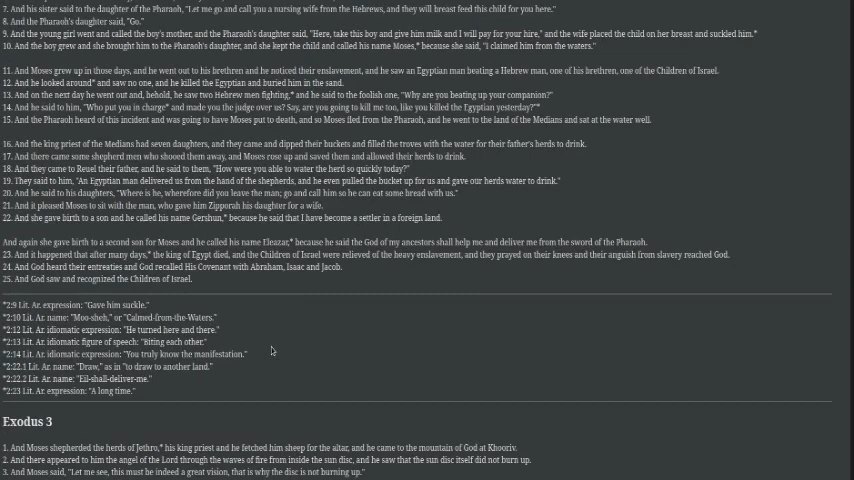 7. And his sister said to the daughter of the Pharaoh, "Let me go and call you a nursing wife from the Hebrews, and they will breast feed this child for you here."
8. And the Pharaoh's daughter said, "Go."
9. And the young girl went and called the boy's mother, and the Pharaoh's daughter said, "Here, take this boy and give him milk and I will pay for your hire," and the wife placed the child on her breast and suckled him.*
10. And the boy grew and she brought him to the Pharaoh's daughter, and she kept the child and called his name Moses,* because she said, "I claimed him from the waters."
11. And Moses grew up in those days, and he went out to his brethren and he noticed their enslavement, and he saw an Egyptian man beating a Hebrew man, one of his brethren, one of the Children of Israel.
12. And he looked around* and saw no one, and he killed the Egyptian and buried him in the sand.
13. And on the next day he went out and, behold, he saw two Hebrew men fighting,* and he said to the foolish one, "Why are you beating up your companion?"
14. And he said to him, "Who put you in charge* and made you the judge over us? Say, are you going to kill me too, like you killed the Egyptian yesterday?"*
15. And the Pharaoh heard of this incident and was going to have Moses put to death, and so Moses fled from the Pharaoh, and he went to the land of the Medians and sat at the water well.
16. And the king priest of the Medians had seven daughters, and they came and dipped their buckets and filled the troves with the water for their father's herds to drink.
17. And there came some shepherd men who shooed them away, and Moses rose up and saved them and allowed their herds to drink.
18. And they came to Reuel their father, and he said to them, "How were you able to water the herd so quickly today?"
19. They said to him, "An Egyptian man delivered us from the hand of the shepherds, and he even pulled the bucket up for us and gave our herds water to drink."
20. And he said to his daughters, "Where is he, wherefore did you leave the man; go and call him so he can eat some bread with us."
21. And it pleased Moses to sit with the man, who gave him Zipporah his daughter for a wife.
22. And she gave birth to a son and he called his name Gershun,* because he said that I have become a settler in a foreign land.
And again she gave birth to a second son for Moses and he called his name Eleazar,* because he said the God of my ancestors shall help me and deliver me from the sword of the Pharaoh.
23. And it happened that after many days,* the king of Egypt died, and the Children of Israel were relieved of the heavy enslavement, and they prayed on their knees and their anguish from slavery reached God.
24. And God heard their entreaties and God recalled His Covenant with Abraham, Isaac and Jacob.
25. And God saw and recognized the Children of Israel.
*2:9 Lit. Ar. expression: "Gave him suckle."
*2:10 Lit. Ar. name: "Moo-sheh," or "Calmed-from-the-Waters."
*2:12 Lit. Ar. idiomatic expression: "He turned here and there."
*2:13 Lit. Ar. idiomatic figure of speech: "Biting each other."
*2:14 Lit. Ar. idiomatic expression: "You truly know the manifestation."
*2:22.1 Lit. Ar. name: "Draw," as in "to draw to another land."
*2:22.2 Lit. Ar. name: "Eil-shall-deliver-me."
*2:23 Lit. Ar. expression: "A long time."
Exodus 3
1. And Moses shepherded the herds of Jethro,* his king priest and he fetched him sheep for the altar, and he came to the mountain of God at Khooriv.
2. And there appeared to him the angel of the Lord through the waves of fire from inside the sun disc, and he saw that the sun disc itself did not burn up.
3. And Moses said, "Let me see, this must be indeed a great vision, that is why the disc is not burning up."